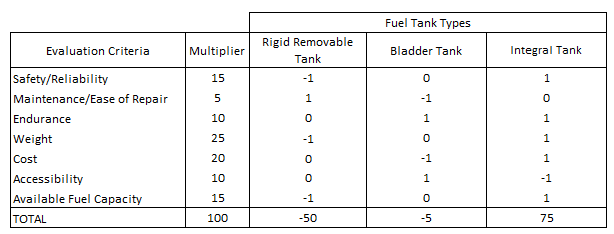 Fuel Tank Types
Evaluation Criteria Multiplier Rigid Removable Tank Bladder Tank Integral Tank
Safety/Reliability 15 -1 0 1
Maintenance/Ease of Repair 5 1 -1 0
Endurance 10 0 1 1
Weight 25 -1 0 1
Cost 20 0 -1 1
Accessibility 10 0 1 -1
Available Fuel Capacity 15 -1 0 1
TOTAL 100 -50 -5 75